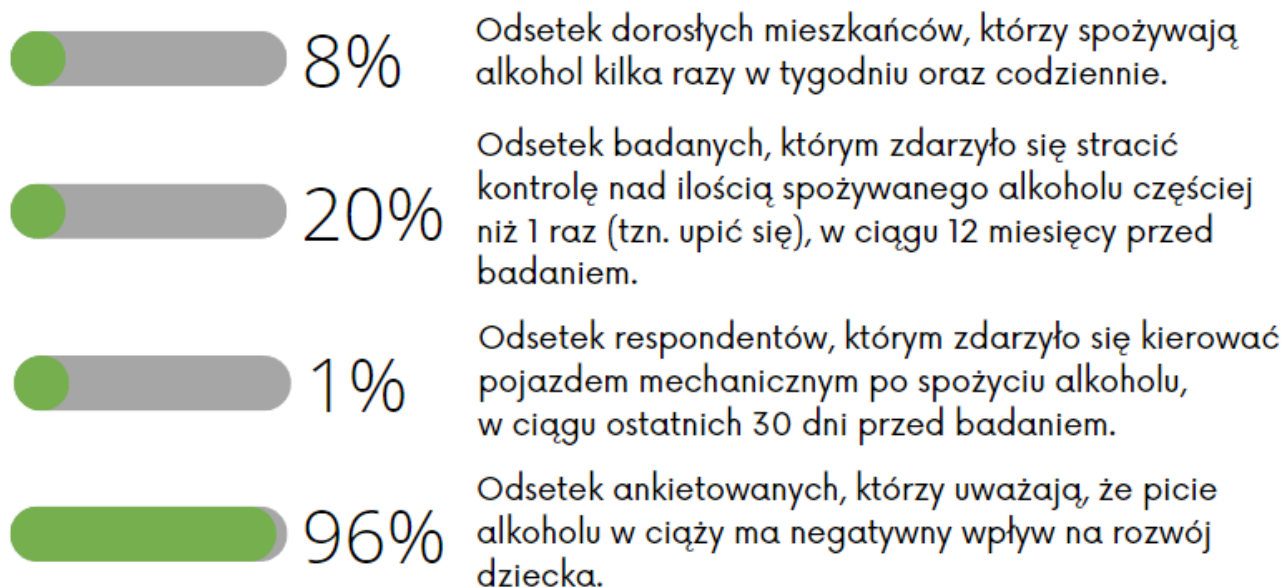 8%
Odsetek dorosłych mieszkańców, którzy spożywają
alkohol kilka razy w tygodniu oraz codziennie.
20%
Odsetek badanych, którym zdarzyło się stracić
kontrolę nad ilością spożywanego alkoholu częściej
niż 1 raz (tzn. upić się), w ciągu 12 miesięcy przed
badaniem.
1%
Odsetek respondentów, którym zdarzyło się kierować
pojazdem mechanicznym po spożyciu alkoholu,
w ciągu ostatnich 30 dni przed badaniem.
96%
Odsetek ankietowanych, którzy uważają, że picie
alkoholu w ciąży ma negatywny wpływ na rozwój
dziecka.